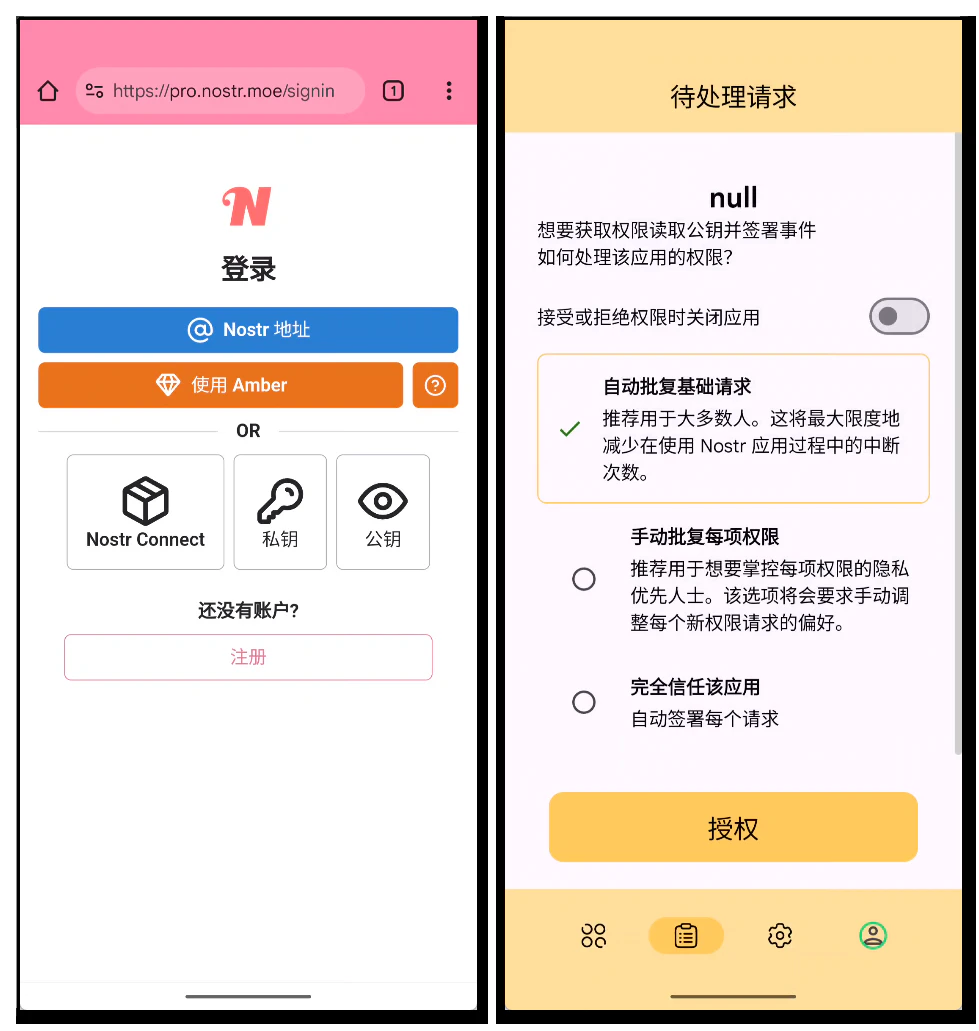 https://pro.nostr.moe/signin
1
N
登录
Nostr 地址
使用 Amber
OR
Nostr Connect
私钥
公钥
还没有账户?
注册
待处理请求
null
想要获取权限读取公钥并签署事件
如何处理该应用的权限?
接受或拒绝权限时关闭应用
自动批复基础请求
推荐用于大多数人。这将最大限度地
减少在使用 Nostr 应用过程中的中断
次数。
手动批复每项权限
推荐用于想要掌控每项权限的隐私
优先人士。该选项将会要求手动调
整每个新权限请求的偏好。
完全信任该应用
自动签署每个请求
授权